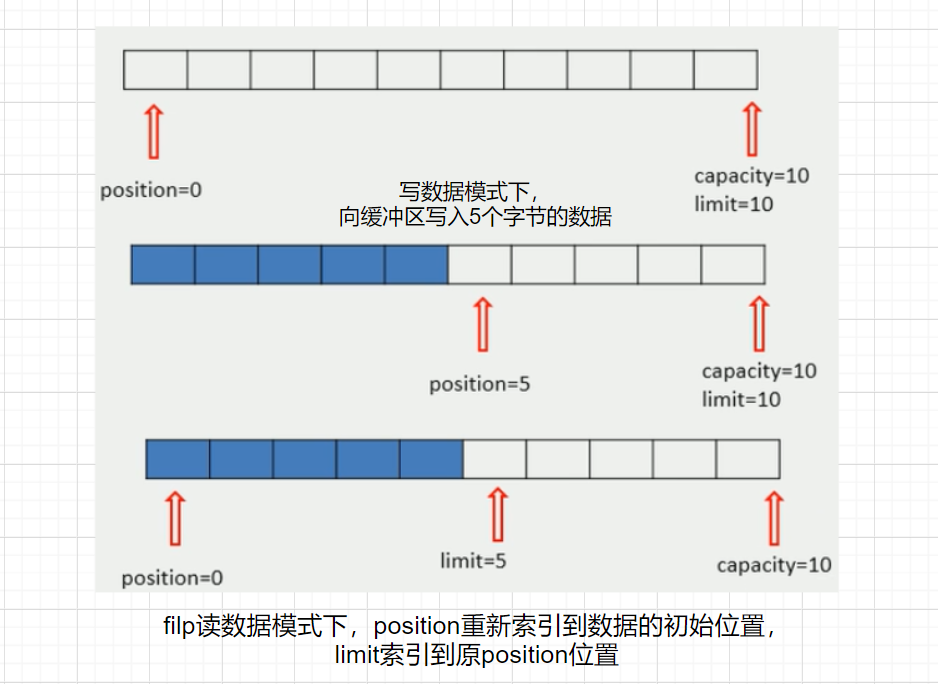 position=0
capacity=10
limit=10
写数据模式下，
向缓冲区写入5个字节的数据
position=5
capacity=10
limit=10
position=0
limit=5
capacity=10
filp读数据模式下，position重新索引到数据的初始位置，
limit索引到原position位置